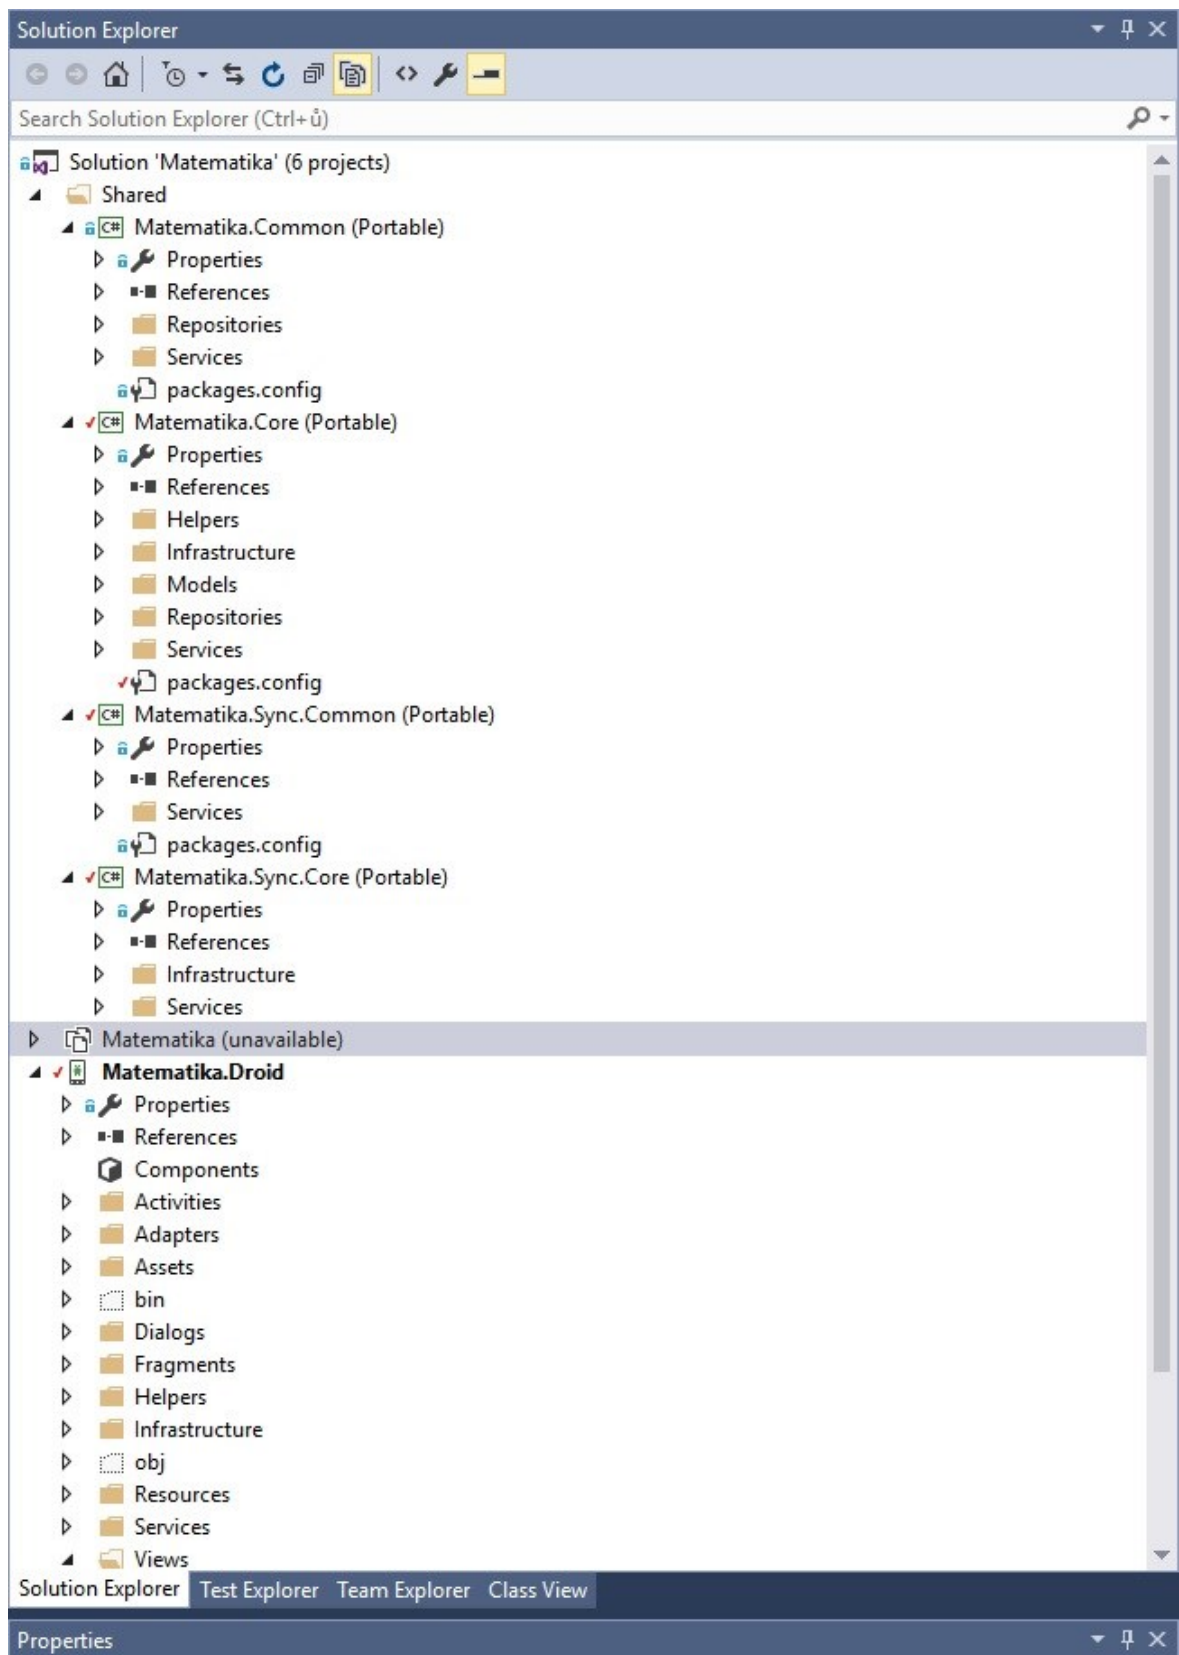 Solution Explorer
Search Solution Explorer (Ctrl+ů)
Solution 'Matematika' (6 projects)
Shared
C# Matematika.Common (Portable)
Properties
References
Repositories
Services
packages.config
C# Matematika.Core (Portable)
Properties
References
Helpers
Infrastructure
Models
Repositories
Services
packages.config
C# Matematika.Sync.Common (Portable)
Properties
References
Services
packages.config
C# Matematika.Sync.Core (Portable)
Properties
References
Infrastructure
Services
Matematika (unavailable)
Matematika.Droid
Properties
References
Components
Activities
Adapters
Assets
bin
Dialogs
Fragments
Helpers
Infrastructure
obj
Resources
Services
Views
Solution Explorer Test Explorer Team Explorer Class View
Properties